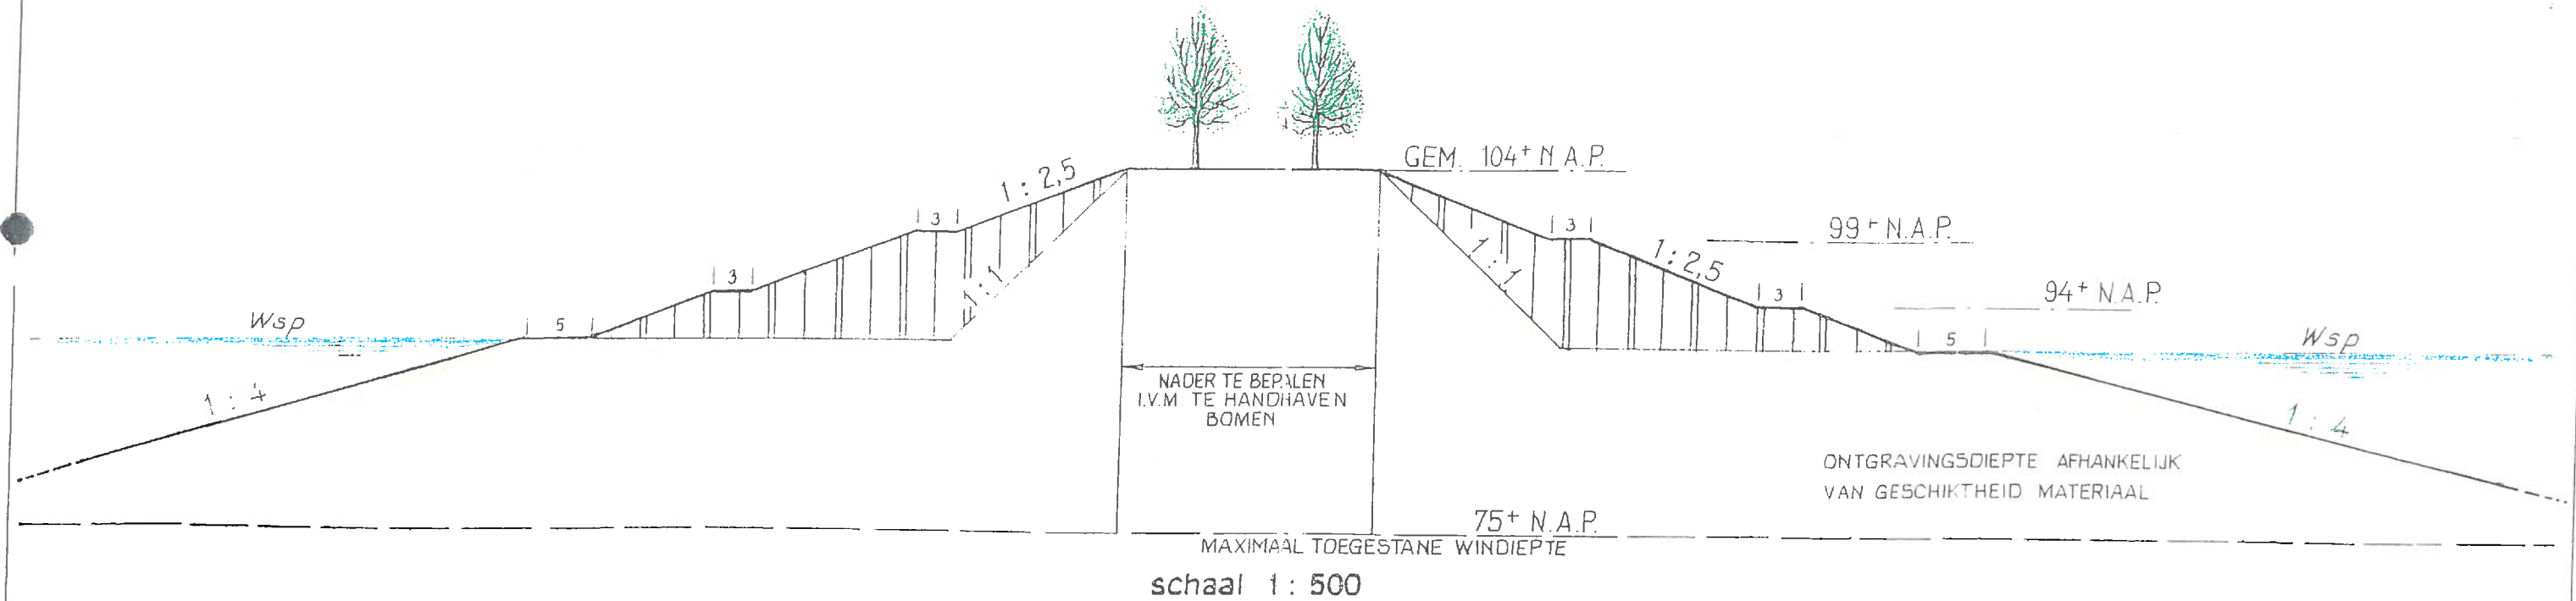 GEM. 104+ N.A.P.
1 : 2,5
3
3
99+ N.A.P.
3
1 : 1
1 : 1
1 : 2,5
3
94+ N.A.P.
Wsp
5
5
Wsp
NADER TE BEPALEN
I.V.M. TE HANDHAVEN
BOMEN
1 : 4
1 : 4
ONTGRAVINGSDIEPTE AFHANKELIJK
VAN GESCHIKTHEID MATERIAAL
75+ N.A.P.
MAXIMAAL TOEGESTANE WINDIEPTE
schaal 1 : 500